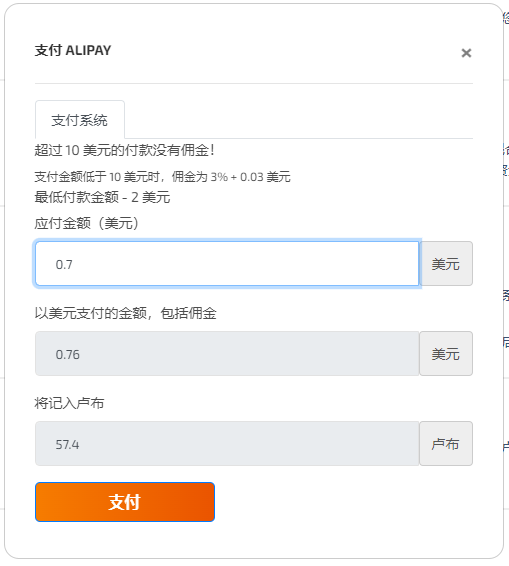 支付 ALIPAY
×
支付系统
超过 10 美元的付款没有佣金！
支付金额低于 10 美元时，佣金为 3% + 0.03 美元
最低付款金额 - 2 美元
应付金额（美元）
0.7 美元
以美元支付的金额，包括佣金
0.76 美元
将记入卢布
57.4 卢布
支付